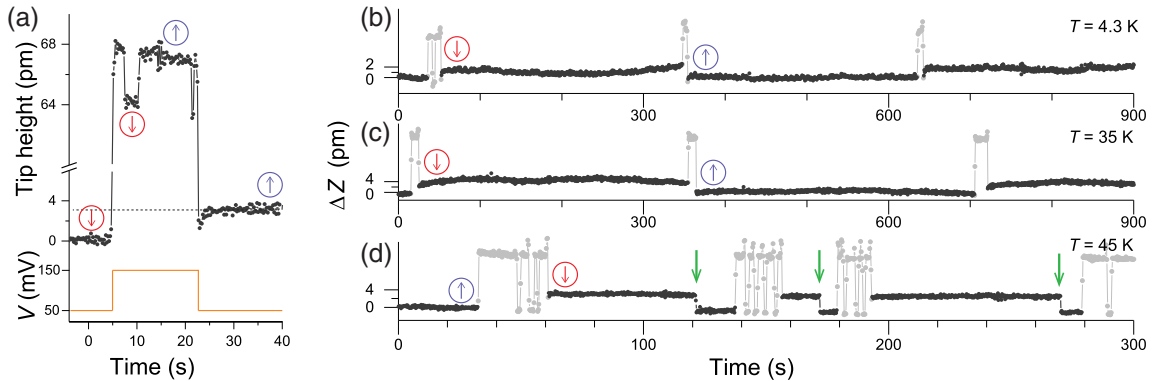 (a)
Tip height (pm)
68
64
4
0
V (mV)
150
50
0
10
20
30
40
Time (s)
ΔZ (pm)
(b)
T = 4.3 K
2
0
0
300
600
900
(c)
T = 35 K
4
0
0
300
600
900
(d)
T = 45 K
4
0
0
100
200
300
Time (s)